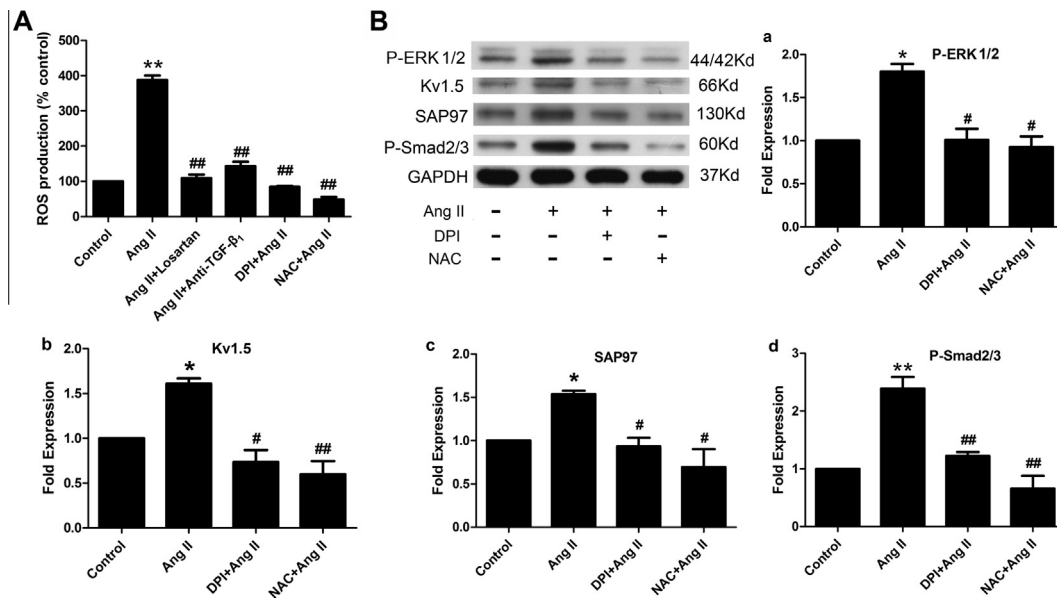 A
ROS production (% control)
500
400
300
200
100
0
**
##
##
##
##
Control
Ang II
Ang II+Losartan
Ang II+Anti-TGF-β1
DPI+Ang II
NAC+Ang II
B
P-ERK 1/2 44/42Kd
Kv1.5 66Kd
SAP97 130Kd
P-Smad2/3 60Kd
GAPDH 37Kd
Ang II – + + +
DPI – – + –
NAC – – – +
a
P-ERK 1/2
Fold Expression
2.0
1.5
1.0
0.5
0.0
*
#
#
Control
Ang II
DPI+Ang II
NAC+Ang II
b
Kv1.5
Fold Expression
2.0
1.5
1.0
0.5
0.0
*
#
##
Control
Ang II
DPI+Ang II
NAC+Ang II
c
SAP97
Fold Expression
2.0
1.5
1.0
0.5
0.0
*
#
#
Control
Ang II
DPI+Ang II
NAC+Ang II
d
P-Smad2/3
Fold Expression
3
2
1
0
**
##
##
Control
Ang II
DPI+Ang II
NAC+Ang II